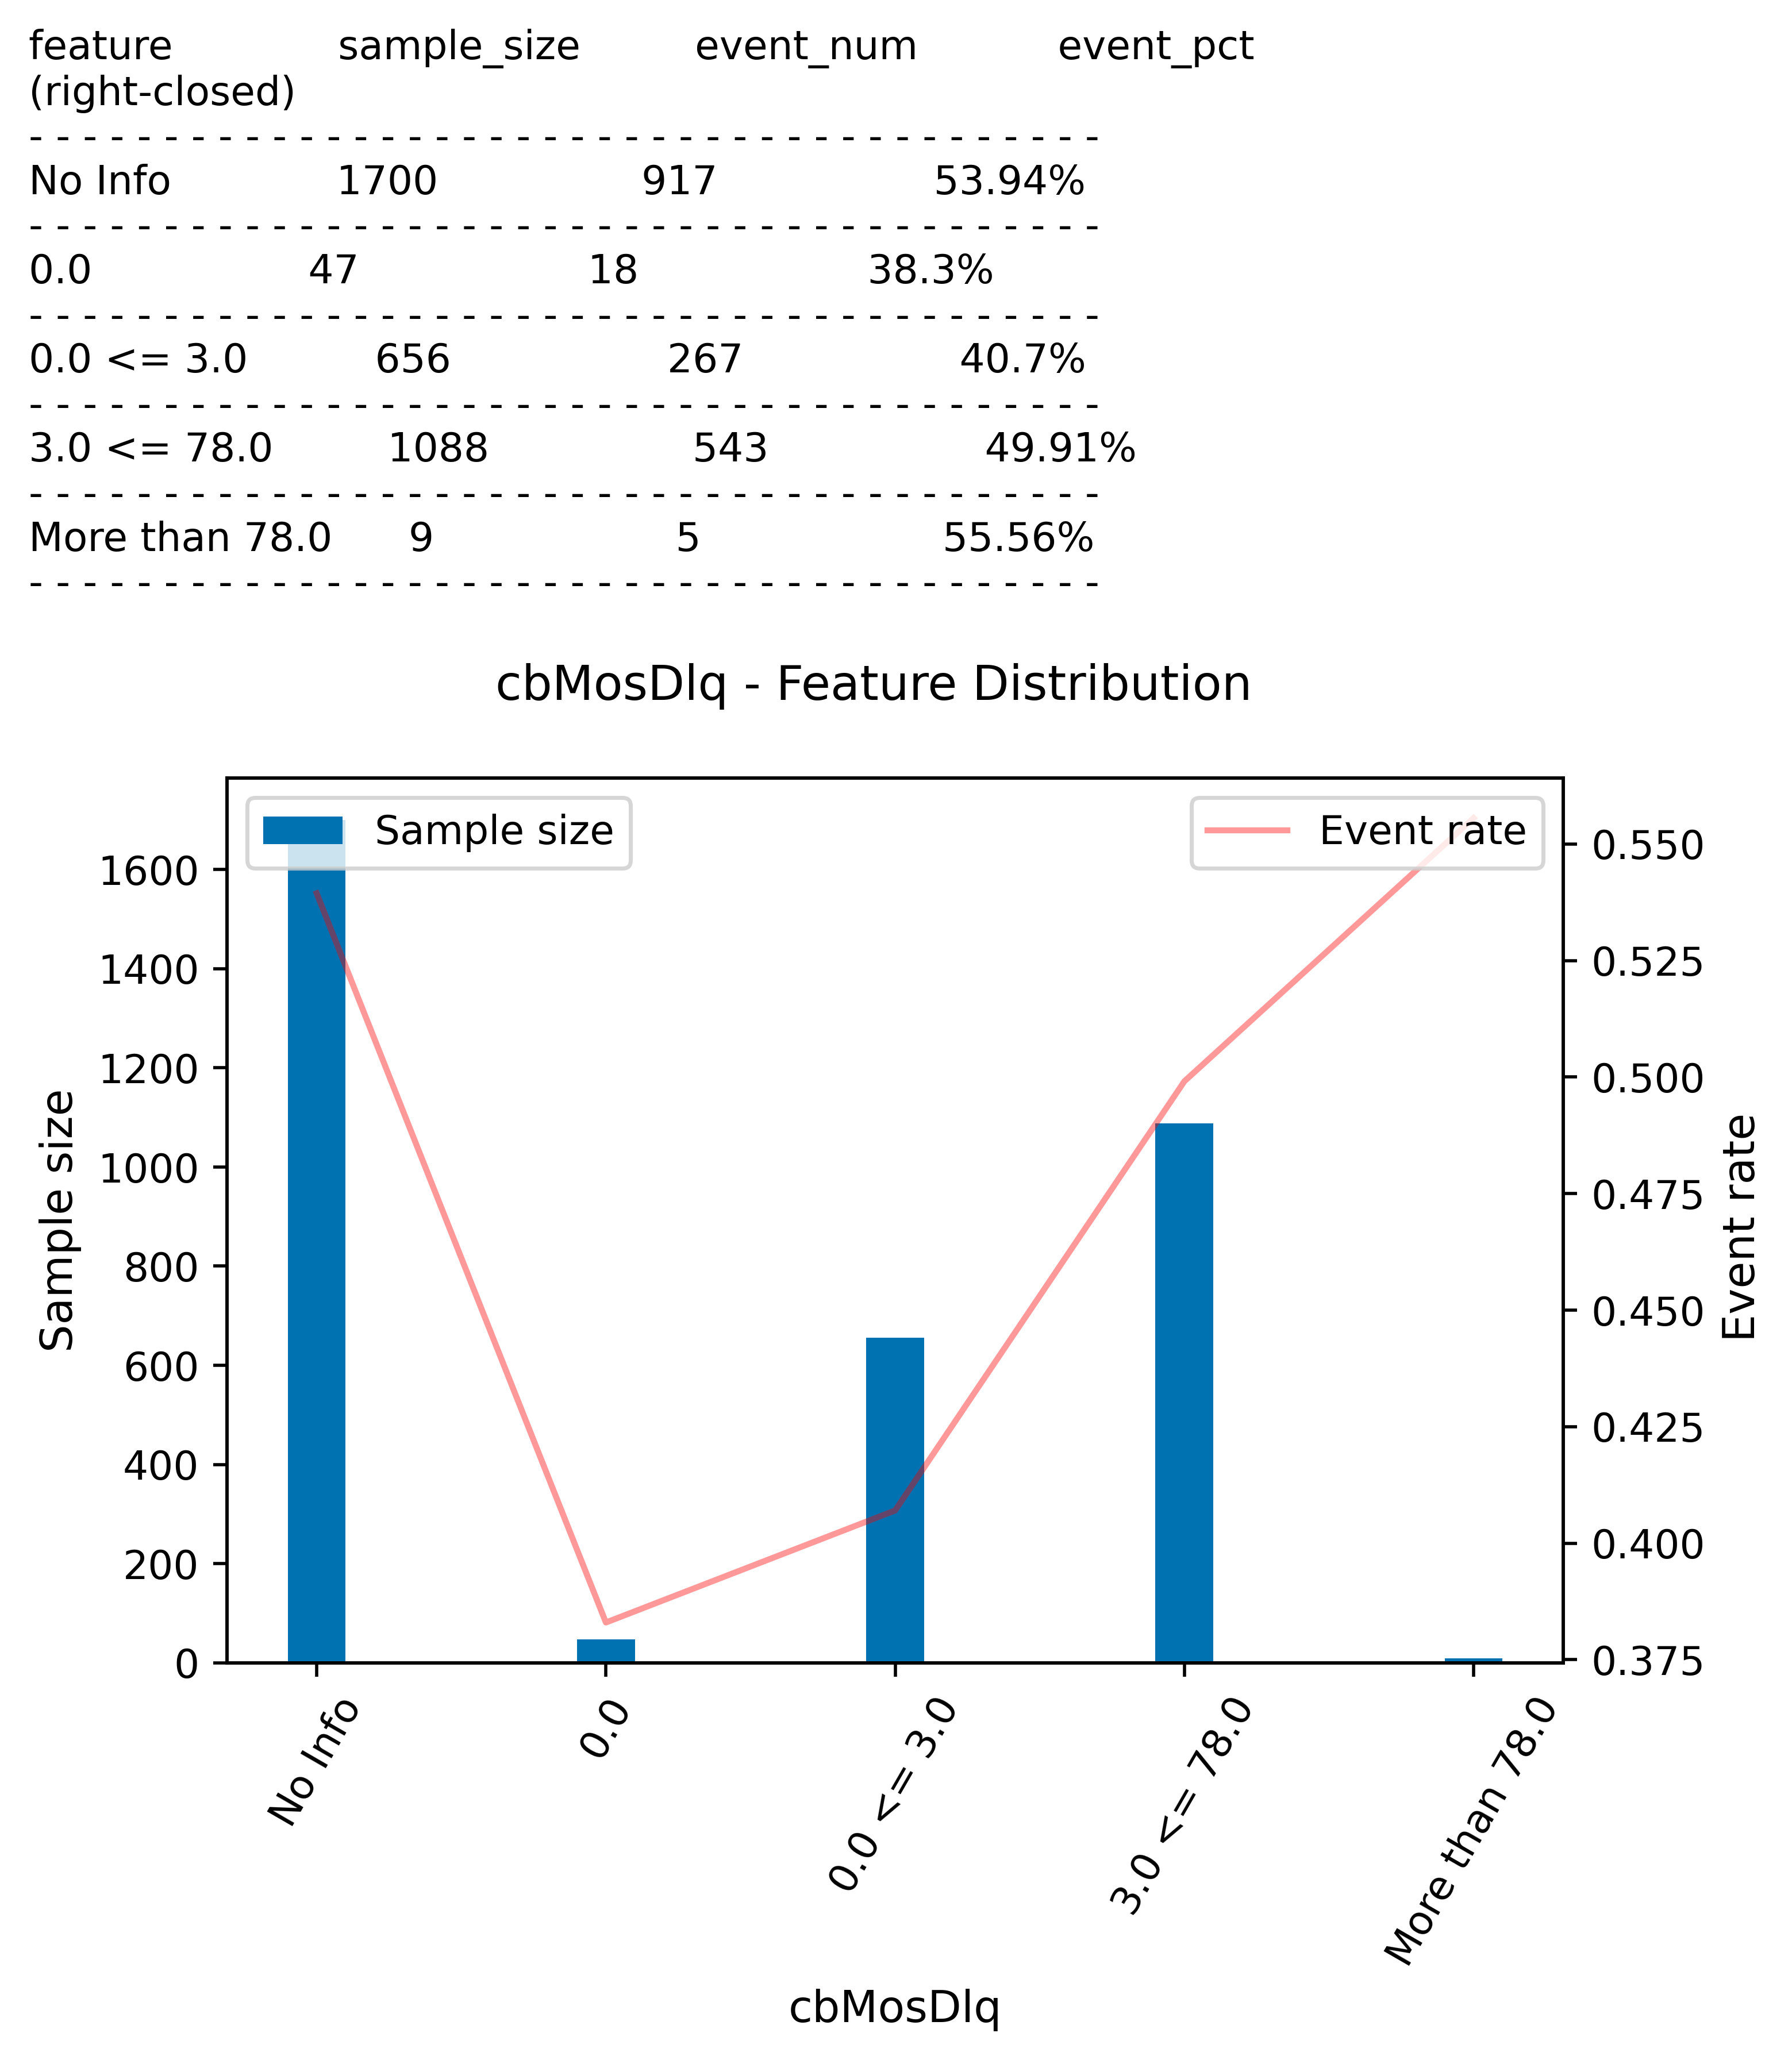 feature sample_size event_num event_pct
(right-closed)
- - - - - - - - - - - - - - - - - - - - - - - - - - - - - - - - - - - - - - - -
No Info 1700 917 53.94%
- - - - - - - - - - - - - - - - - - - - - - - - - - - - - - - - - - - - - - - -
0.0 47 18 38.3%
- - - - - - - - - - - - - - - - - - - - - - - - - - - - - - - - - - - - - - - -
0.0 <= 3.0 656 267 40.7%
- - - - - - - - - - - - - - - - - - - - - - - - - - - - - - - - - - - - - - - -
3.0 <= 78.0 1088 543 49.91%
- - - - - - - - - - - - - - - - - - - - - - - - - - - - - - - - - - - - - - - -
More than 78.0 9 5 55.56%
- - - - - - - - - - - - - - - - - - - - - - - - - - - - - - - - - - - - - - - -
cbMosDlq - Feature Distribution
Sample size
Event rate
1600
1400
1200
1000
800
600
400
200
0
Sample size
0.550
0.525
0.500
0.475
0.450
0.425
0.400
0.375
Event rate
No Info
0.0
0.0 <= 3.0
3.0 <= 78.0
More than 78.0
cbMosDlq